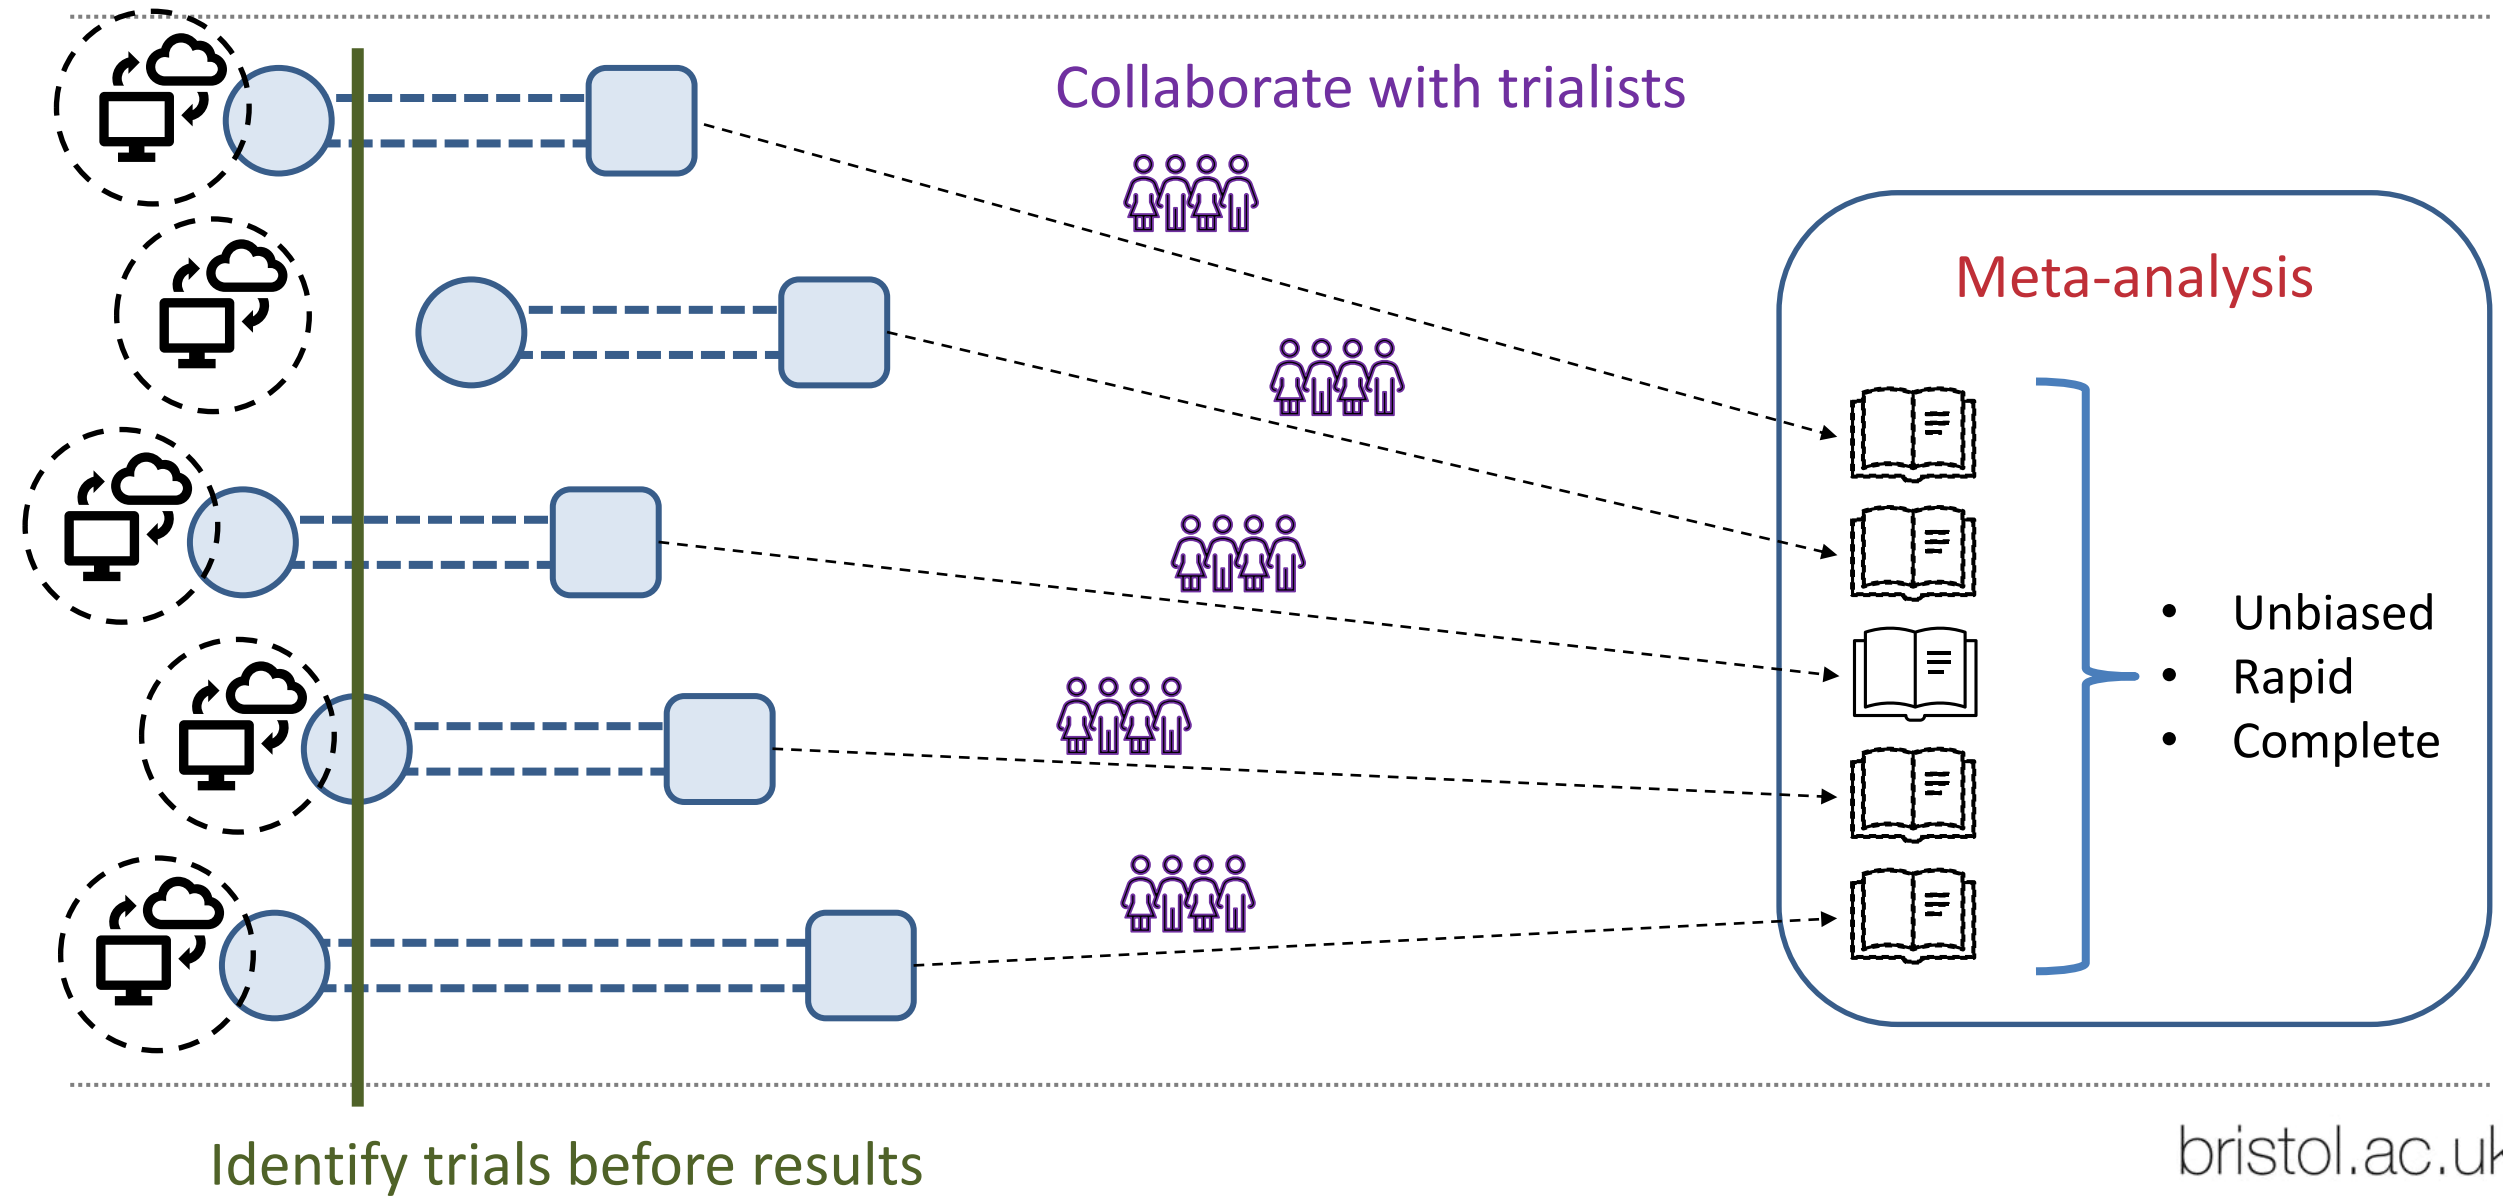 Collaborate with trialists
Meta-analysis
• Unbiased
• Rapid
• Complete
Identify trials before results
bristol.ac.uk